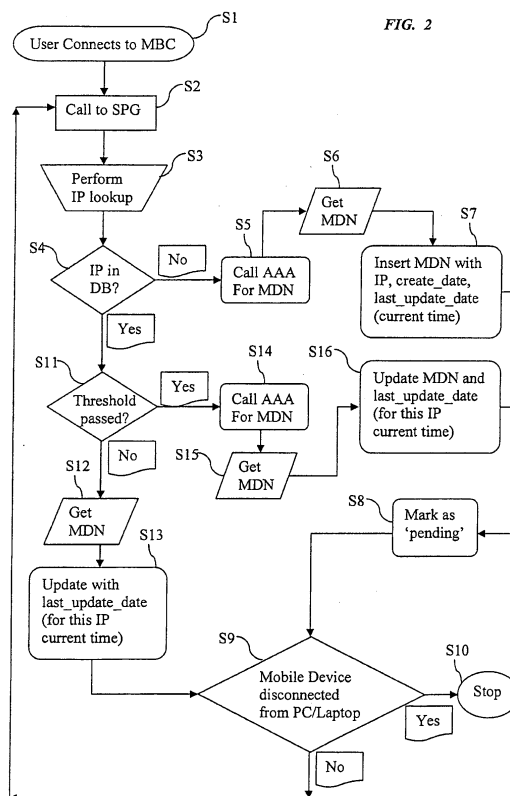 FIG. 2
S1
User Connects to MBC
S2
Call to SPG
S3
Perform
IP lookup
S4
IP in
DB?
No
S5
Call AAA
For MDN
S6
Get
MDN
S7
Insert MDN with
IP, create_date,
last_update_date
(current time)
Yes
S11
Threshold
passed?
Yes
S14
Call AAA
For MDN
S15
Get
MDN
S16
Update MDN and
last_update_date
(for this IP
current time)
No
S12
Get
MDN
S13
Update with
last_update_date
(for this IP
current time)
S8
Mark as
‘pending’
S9
Mobile Device
disconnected
from PC/Laptop
Yes
S10
Stop
No